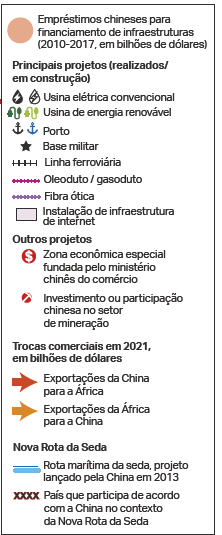 Empréstimos chineses para
financiamento de infraestruturas
(2010-2017, em bilhões de dólares)
Principais projetos (realizados/
em construção)
Usina elétrica convencional
Usina de energia renovável
Porto
Base militar
Linha ferroviária
Oleoduto / gasoduto
Fibra ótica
Instalação de infraestrutura
de internet
Outros projetos
$ Zona econômica especial
fundada pelo ministério
chinês do comércio
Investimento ou participação
chinesa no setor
de mineração
Trocas comerciais em 2021,
em bilhões de dólares
Exportações da China
para a África
Exportações da África
para a China
Nova Rota da Seda
Rota marítima da seda, projeto
lançado pela China em 2013
xxxx País que participa de acordo
com a China no contexto
da Nova Rota da Seda